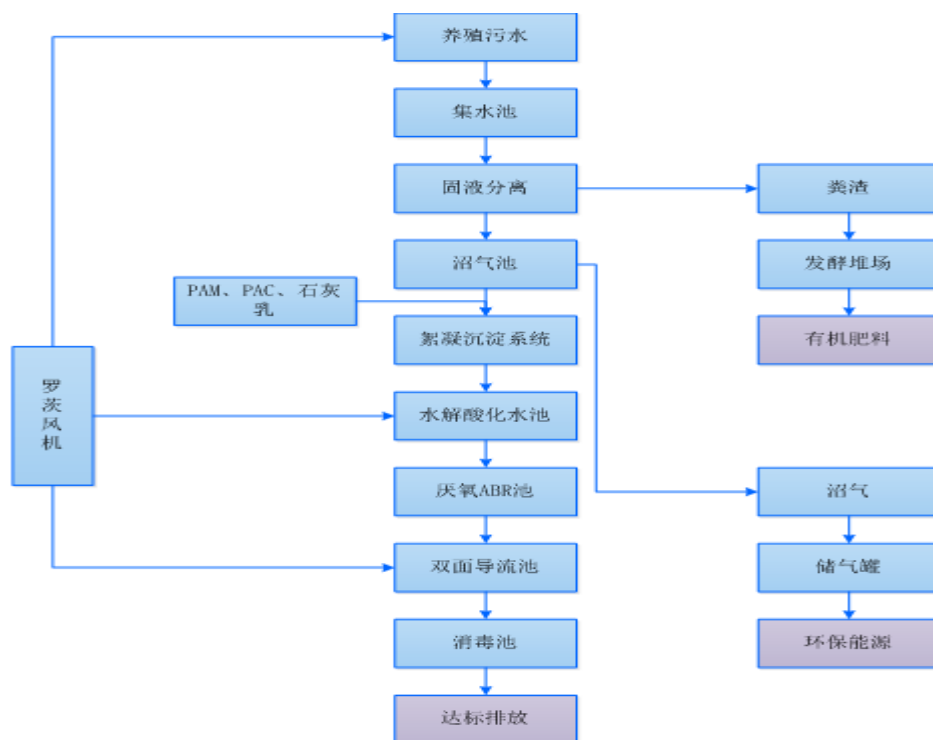 养殖污水
集水池
固液分离
粪渣
沼气池
发酵堆场
PAM、PAC、石灰
乳
絮凝沉淀系统
有机肥料
罗
茨
风
机
水解酸化水池
厌氧ABR池
沼气
双面导流池
储气罐
消毒池
环保能源
达标排放